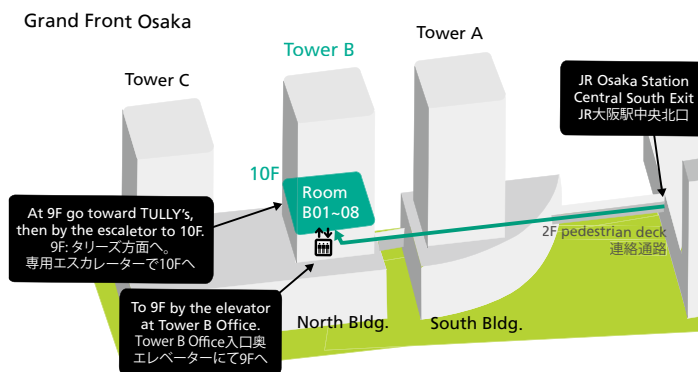 Grand Front Osaka
Tower A
Tower B
Tower C
JR Osaka Station
Central South Exit
JR大阪駅中央北口
10F
Room
B01~08
At 9F go toward TULLY's,
then by the escaletor to 10F.
9F: タリーズ方面へ。
専用エスカレーターで10Fへ
2F pedestrian deck
連絡通路
To 9F by the elevator
at Tower B Office.
Tower B Office入口奥
エレベーターにて9Fへ
North Bldg.
South Bldg.